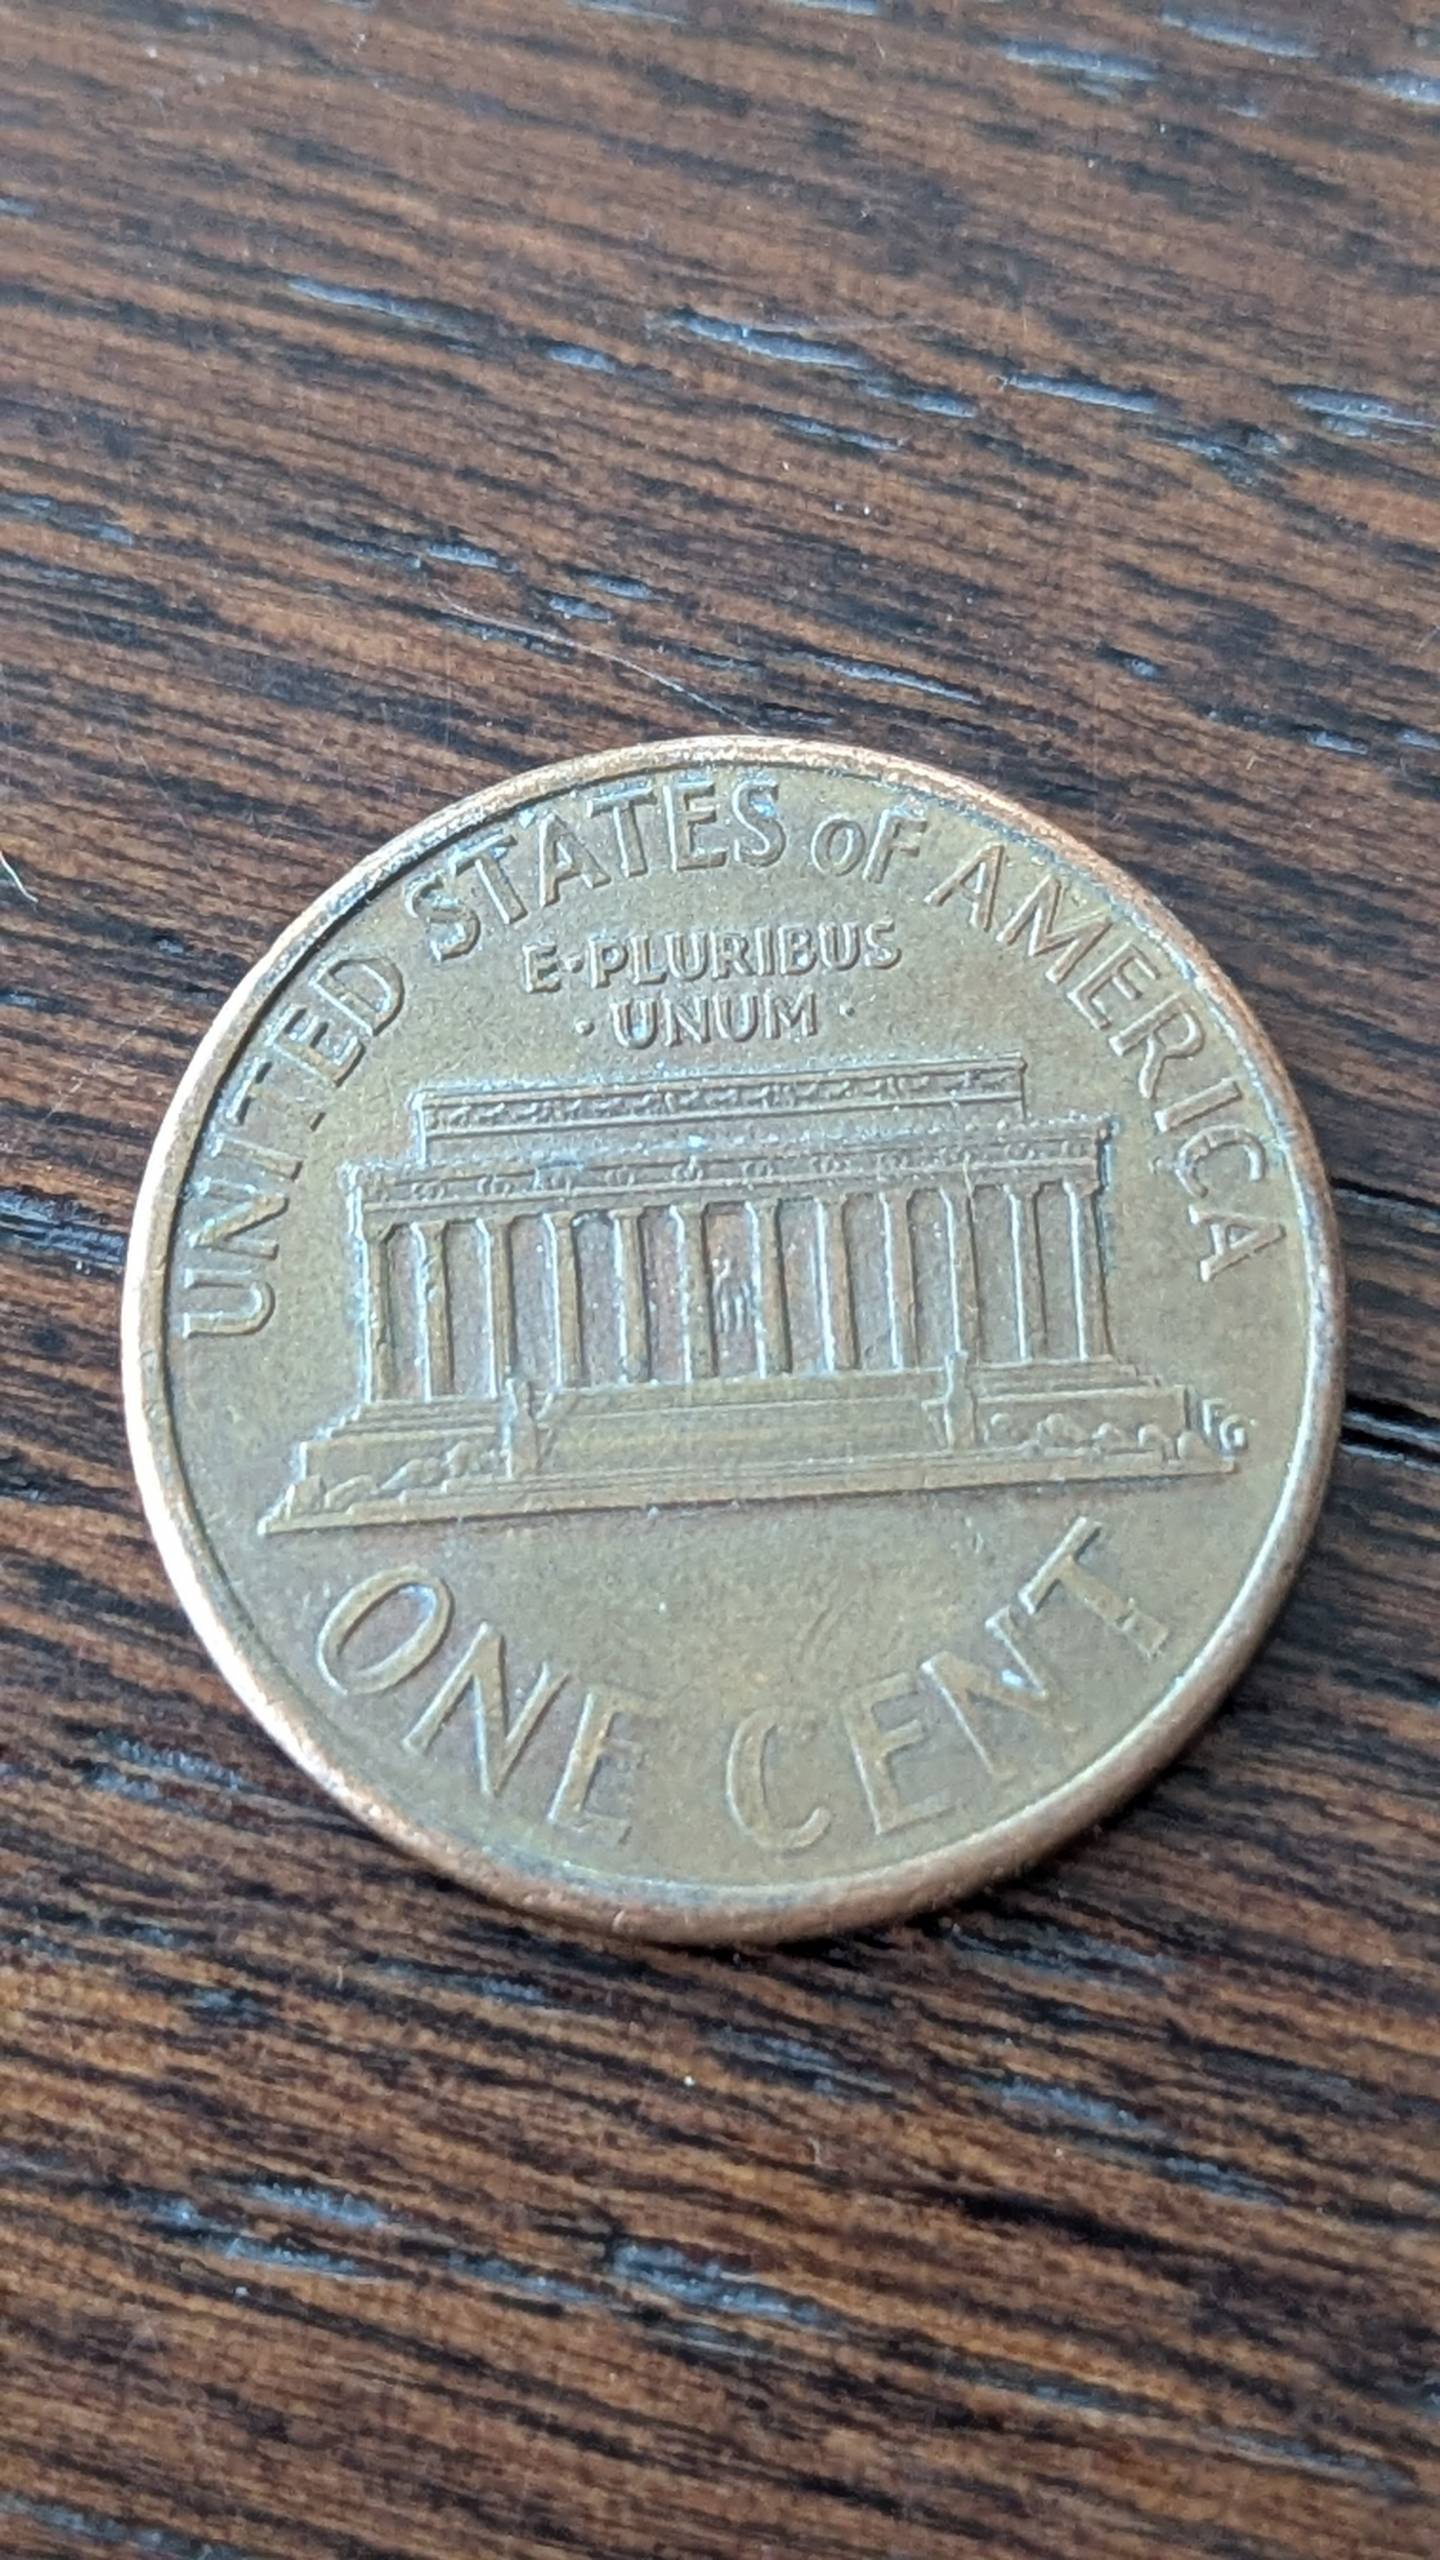 UNITED STATES OF AMERICA
E·PLURIBUS
·UNUM·
FG
ONE CENT